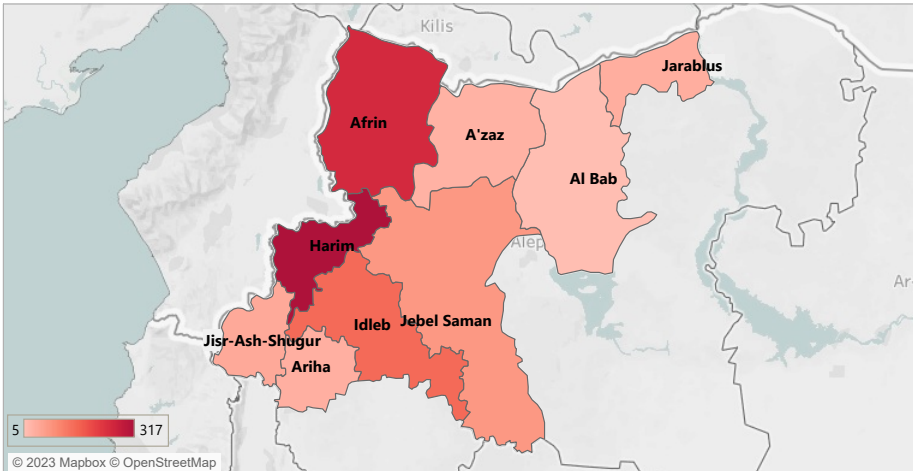 Kilis
Jarablus
Afrin
A'zaz
Al Bab
Harim
Alep
Ar-
Idleb
Jebel Saman
Jisr-Ash-Shugur
Ariha
5
317
© 2023 Mapbox © OpenStreetMap